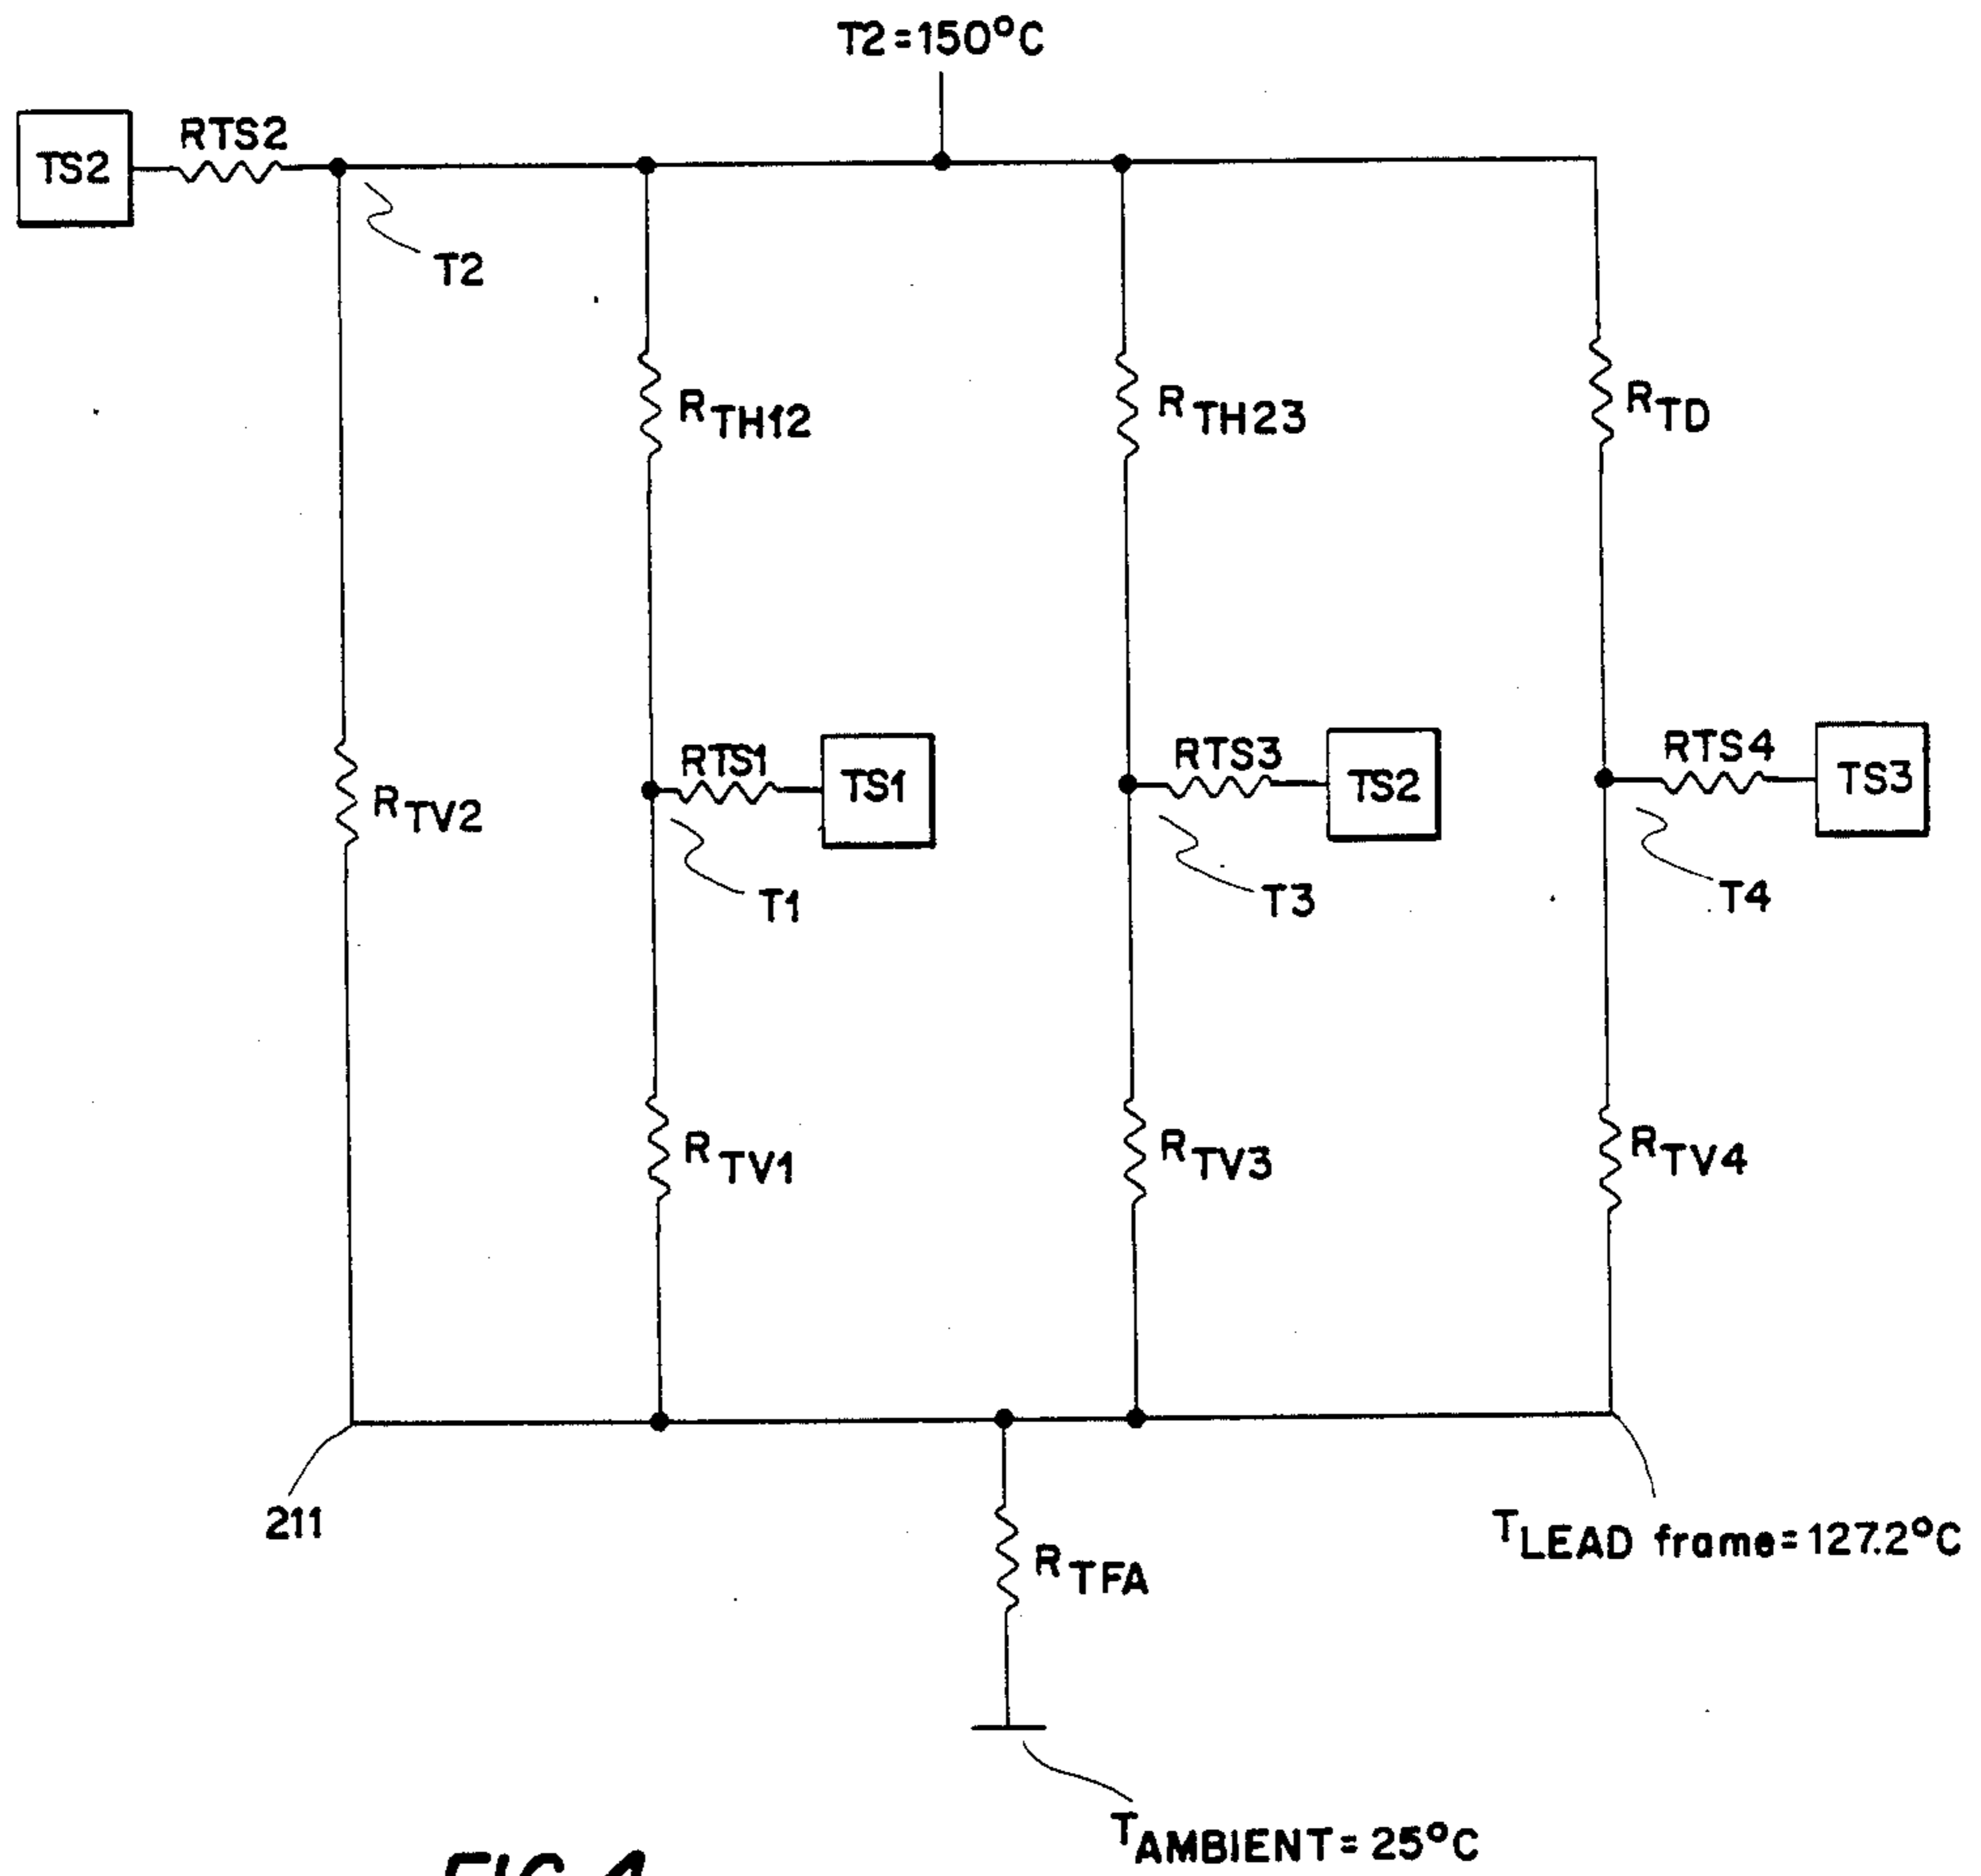 T2=150°C
TS2
RTS2
T2
RTH12
RTH23
RTD
RTV2
RTS1
TS1
RTS3
TS2
RTS4
TS3
T1
T3
T4
RTV1
RTV3
RTV4
211
RTFA
TLEAD frame=127.2°C
TAMBIENT=25°C